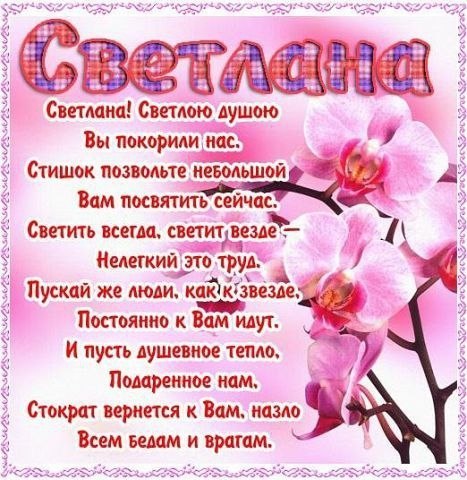 Светлана
Светлана! Светлою душою
Вы покорили нас.
Стишок позвольте небольшой
Вам посвятить сейчас.
Светить всегда, светит везде —
Нелегкий это труд.
Пускай же люди, как к звезде,
Постоянно к Вам идут.
И пусть душевное тепло,
Подаренное нам,
Стократ вернется к Вам, назло
Всем бедам и врагам.